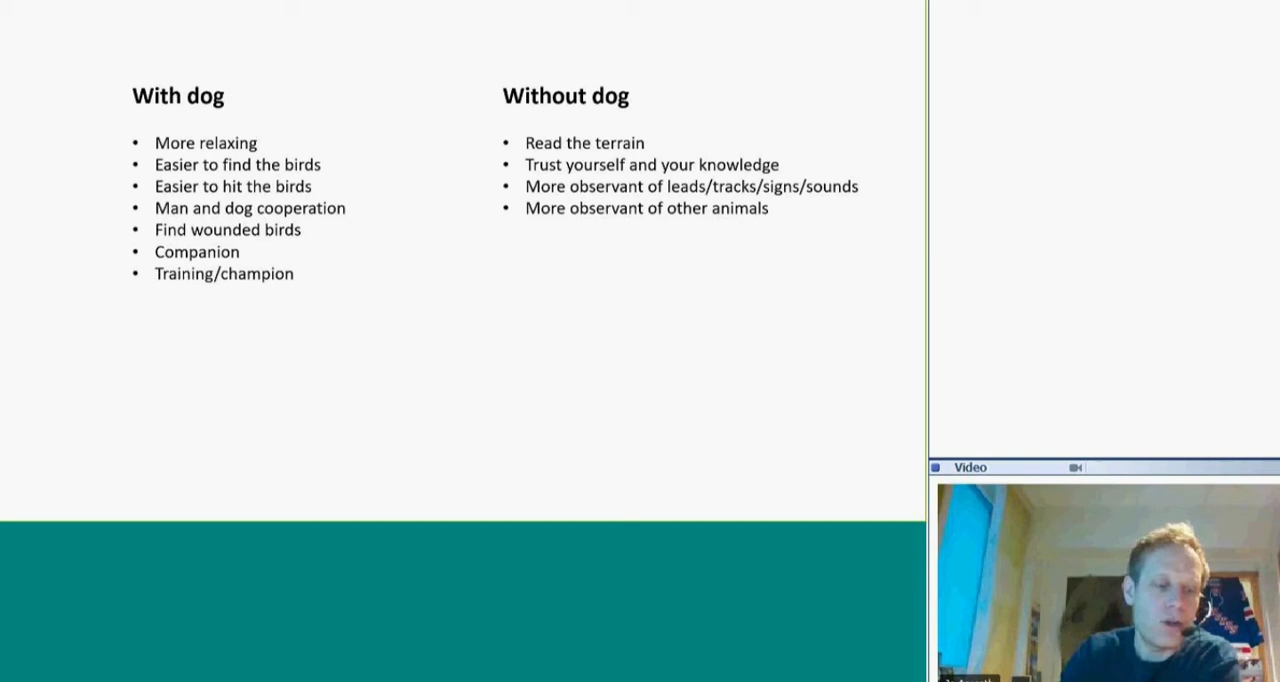 With dog
• More relaxing
• Easier to find the birds
• Easier to hit the birds
• Man and dog cooperation
• Find wounded birds
• Companion
• Training/champion
Without dog
• Read the terrain
• Trust yourself and your knowledge
• More observant of leads/tracks/signs/sounds
• More observant of other animals
Video